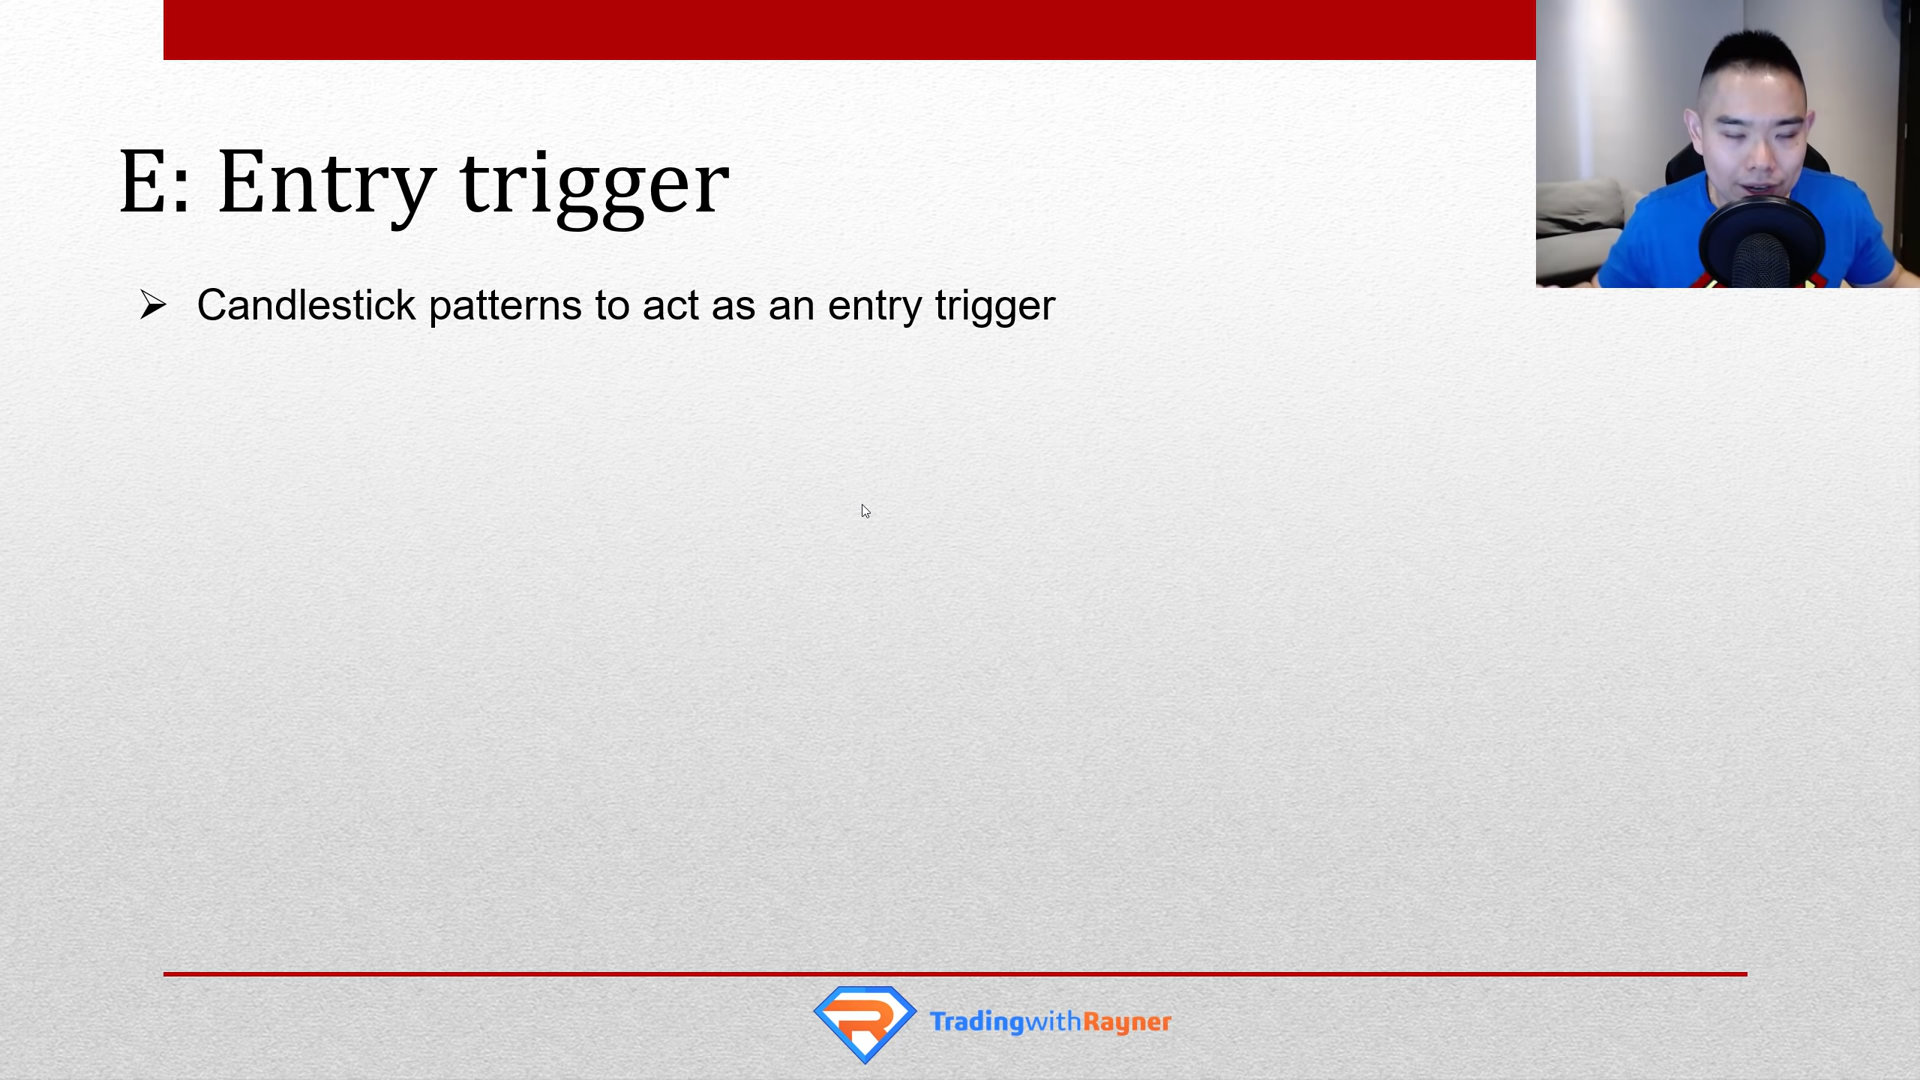 E: Entry trigger
➢ Candlestick patterns to act as an entry trigger
TradingwithRayner